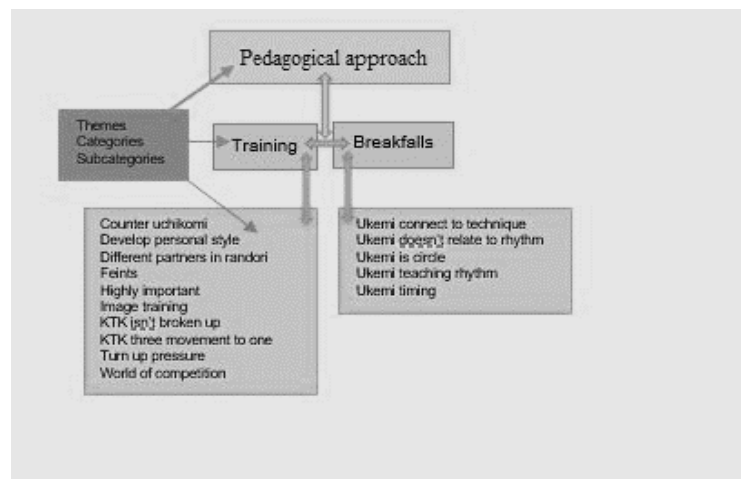 Pedagogical approach
Themes
Categories
Subcategories
Training
Breakfalls
Counter uchikomi
Develop personal style
Different partners in randori
Feints
Highly important
Image training
KTK isn't broken up
KTK three movement to one
Turn up pressure
World of competition
Ukemi connect to technique
Ukemi doesn't relate to rhythm
Ukemi is circle
Ukemi teaching rhythm
Ukemi timing